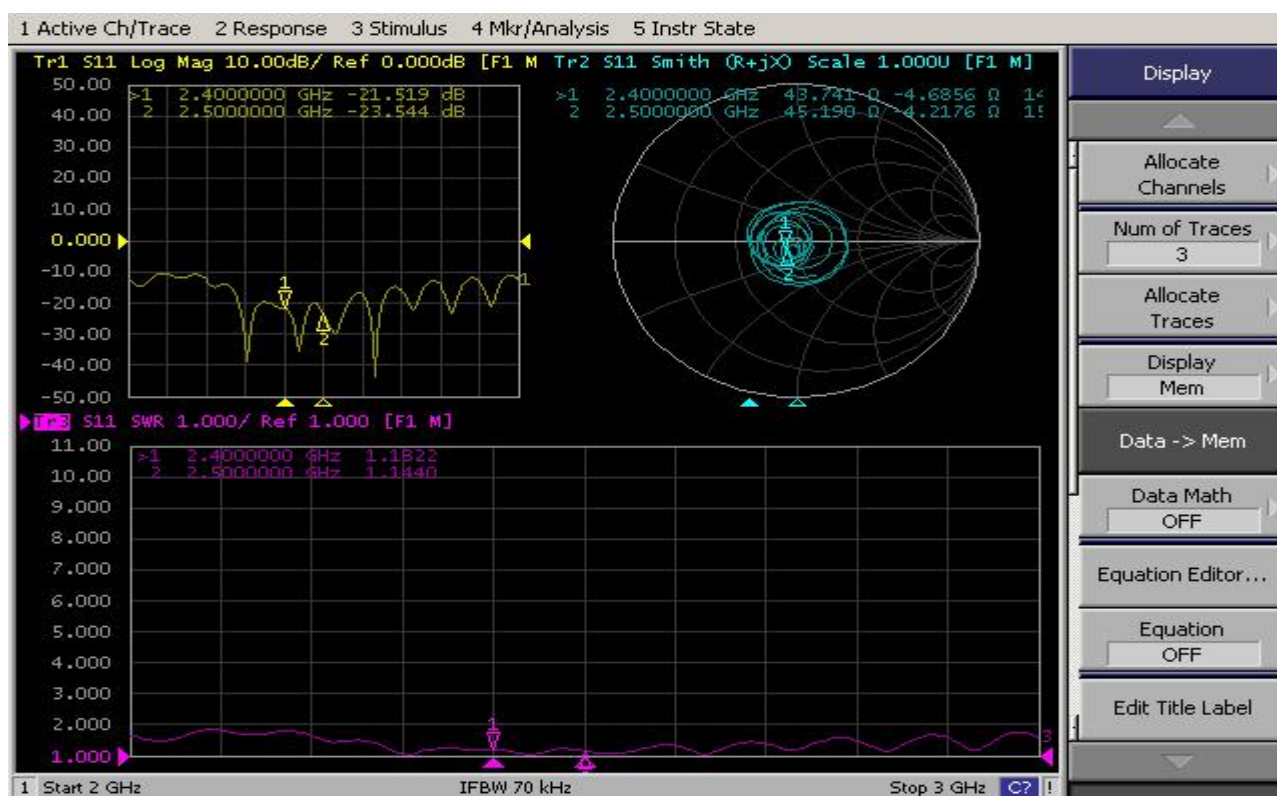 1 Active Ch/Trace 2 Response 3 Stimulus 4 Mkr/Analysis 5 Instr State
Tr1 S11 Log Mag 10.00dB/ Ref 0.000dB [F1 M
50.00
40.00
30.00
20.00
10.00
0.000
-10.00
-20.00
-30.00
-40.00
-50.00
>1 2.4000000 GHz -21.519 dB
2 2.5000000 GHz -23.544 dB
1
2
1
Tr2 S11 Smith (R+jX) Scale 1.000U [F1 M]
>1 2.4000000 GHz 43.741 Ω -4.6856 Ω
2 2.5000000 GHz 45.190 Ω -4.2176 Ω
1
2
Tr3 S11 SWR 1.000/ Ref 1.000 [F1 M]
11.00
10.00
9.000
8.000
7.000
6.000
5.000
4.000
3.000
2.000
1.000
>1 2.4000000 GHz 1.1822
2 2.5000000 GHz 1.1440
1
3
1 Start 2 GHz IFBW 70 kHz Stop 3 GHz C? !
Display
Allocate
Channels
Num of Traces
3
Allocate
Traces
Display
Mem
Data -> Mem
Data Math
OFF
Equation Editor...
Equation
OFF
Edit Title Label